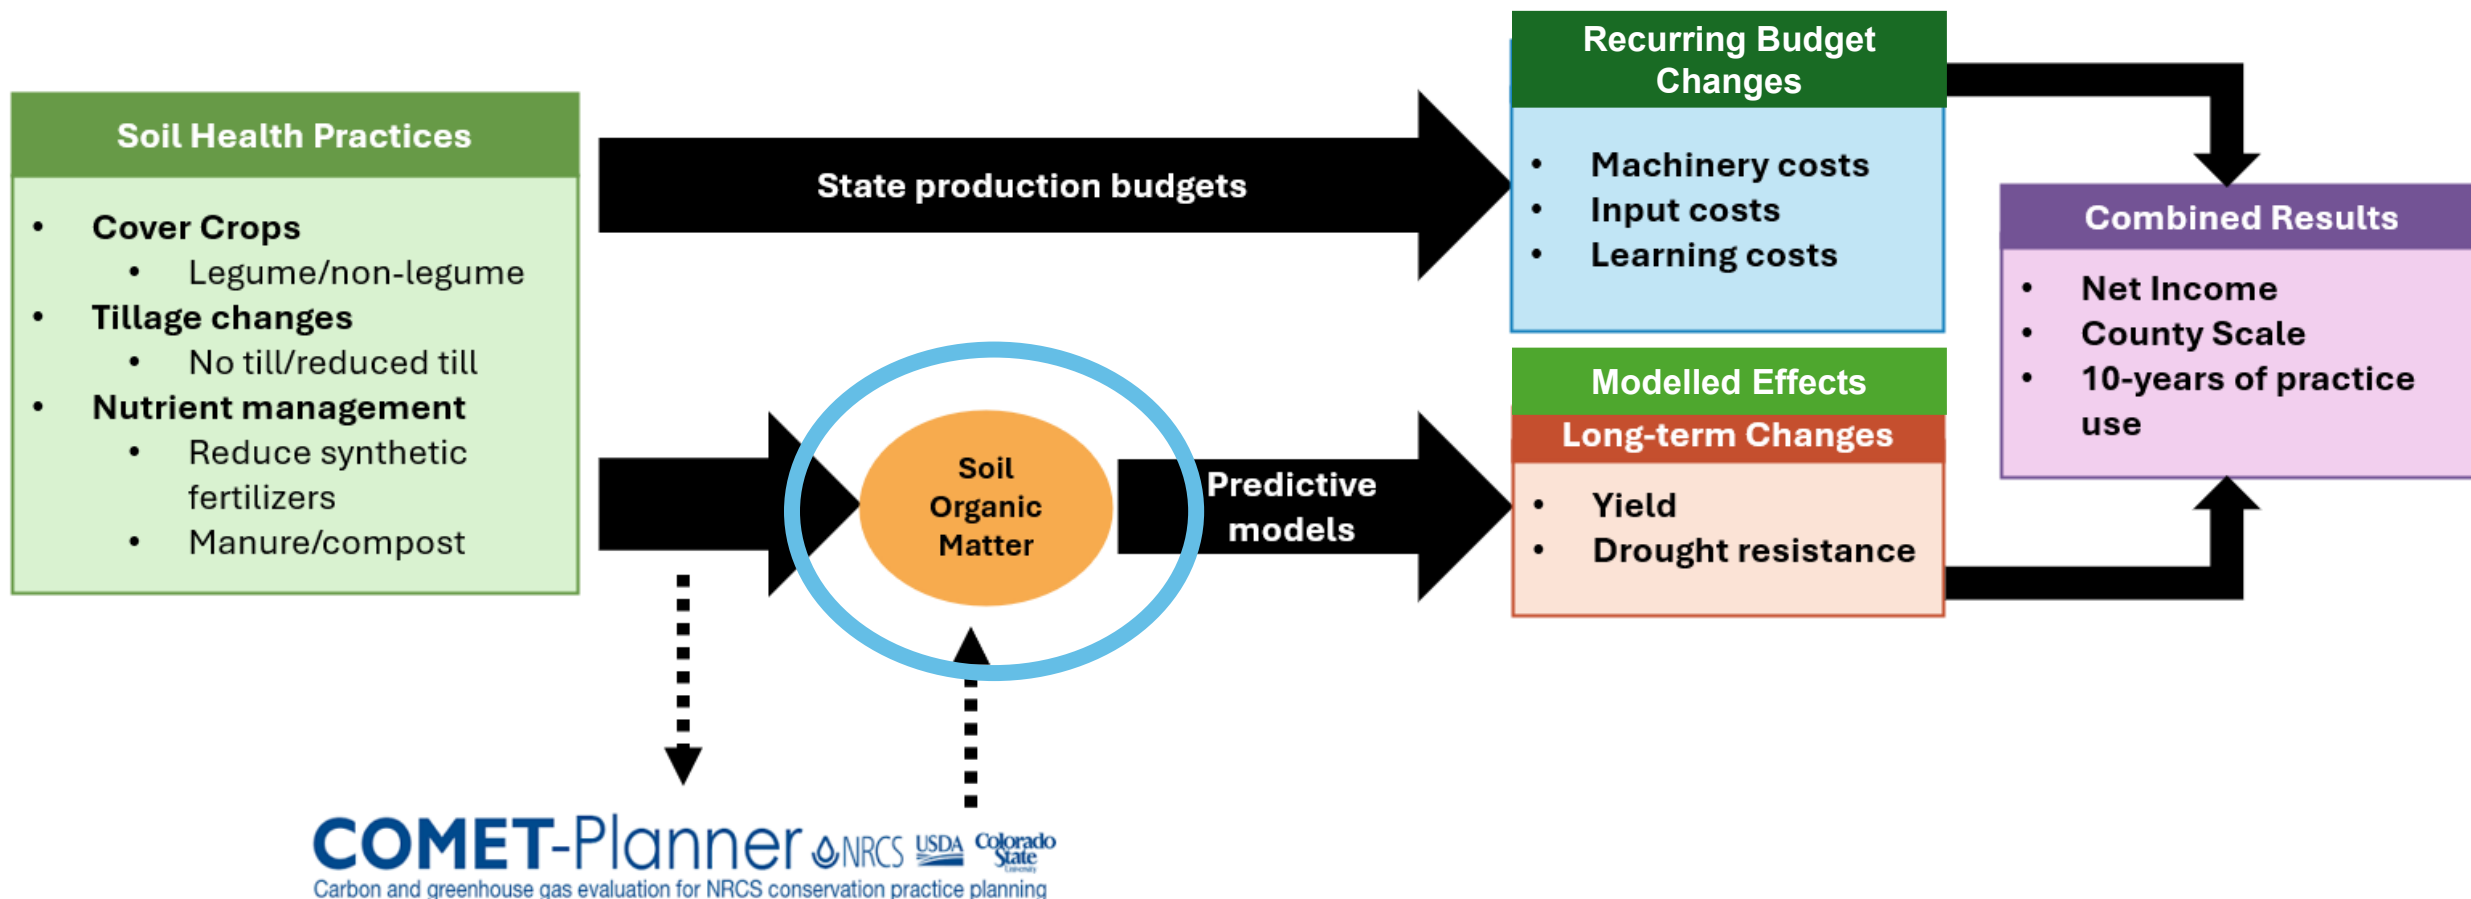 Soil Health Practices
• Cover Crops
• Legume/non-legume
• Tillage changes
• No till/reduced till
• Nutrient management
• Reduce synthetic
fertilizers
• Manure/compost
State production budgets
Soil
Organic
Matter
Predictive
models
Recurring Budget
Changes
• Machinery costs
• Input costs
• Learning costs
Modelled Effects
Long-term Changes
• Yield
• Drought resistance
Combined Results
• Net Income
• County Scale
• 10-years of practice
use
COMET-Planner NRCS USDA Colorado
State
University
Carbon and greenhouse gas evaluation for NRCS conservation practice planning